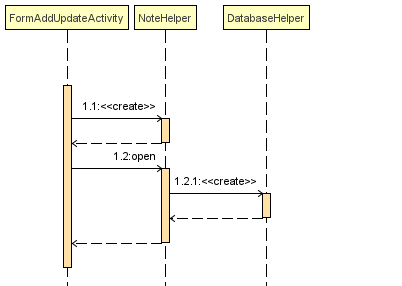 FormAddUpdateActivity
NoteHelper
DatabaseHelper
1.1:<<create>>
1.2:open
1.2.1:<<create>>